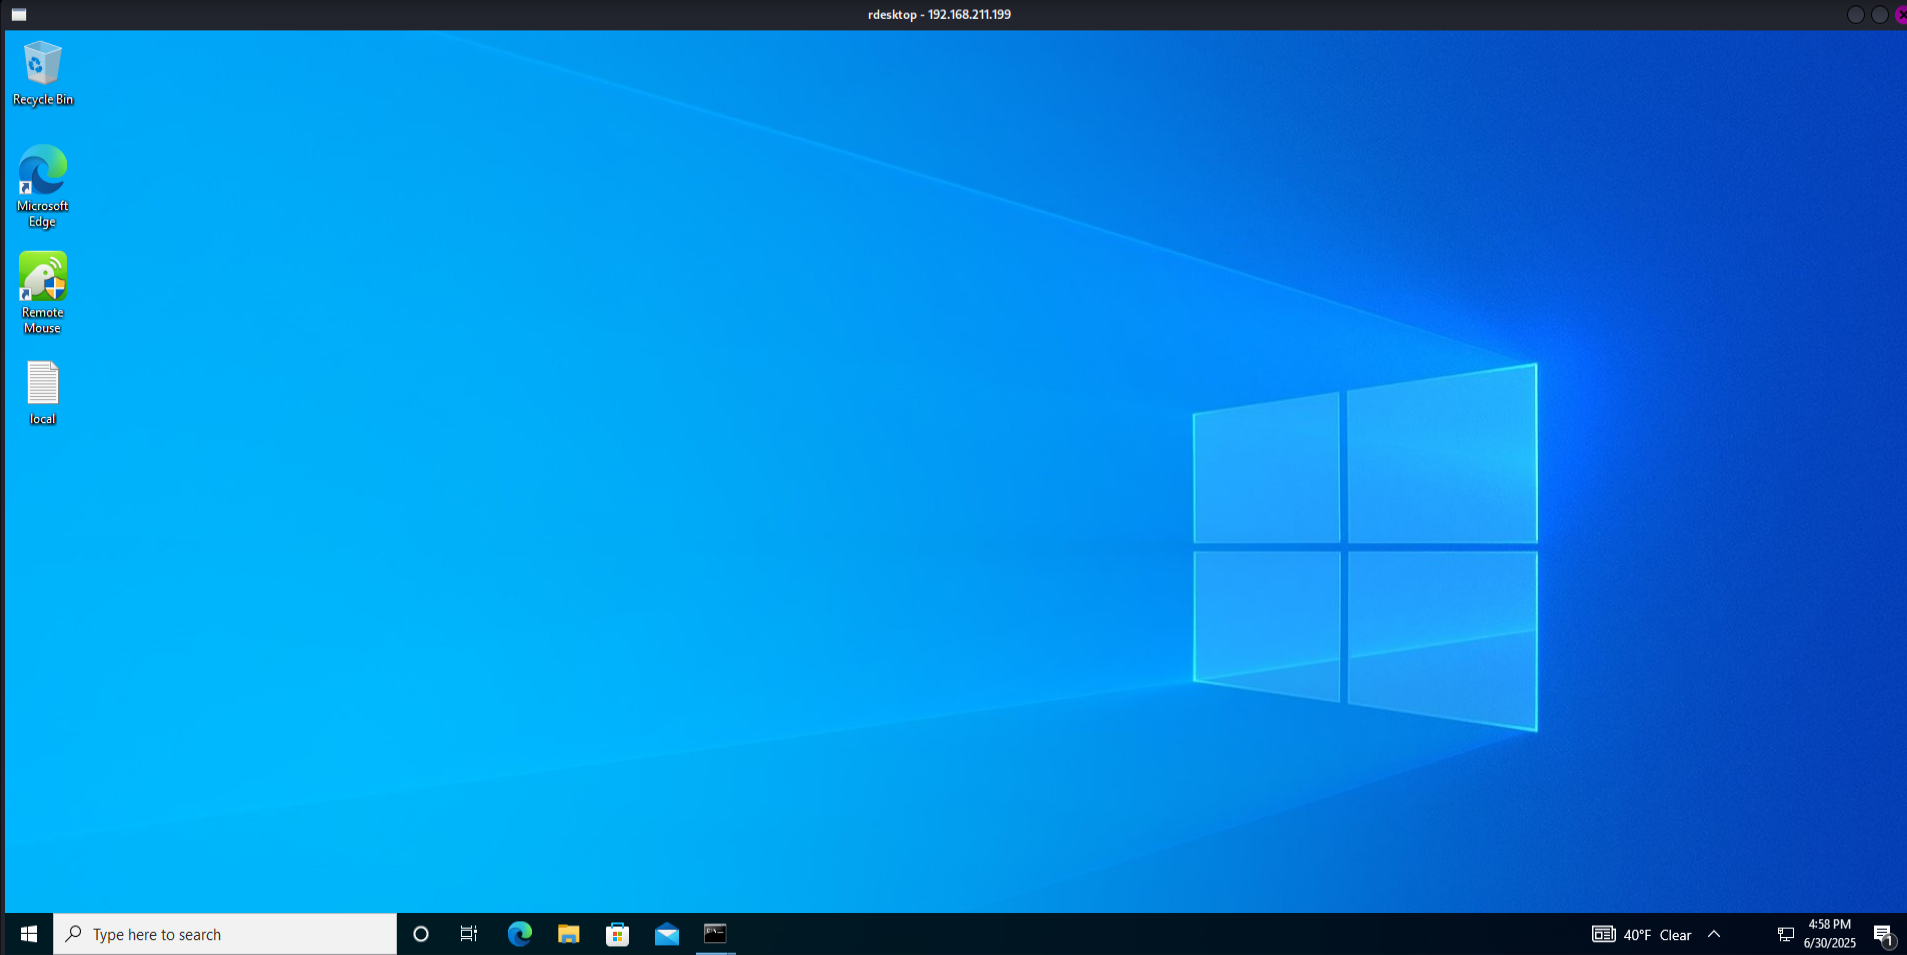 rdesktop - 192.168.211.199
Recycle Bin
Microsoft
Edge
Remote
Mouse
local
Type here to search
40°F Clear
4:58 PM
6/30/2025
1